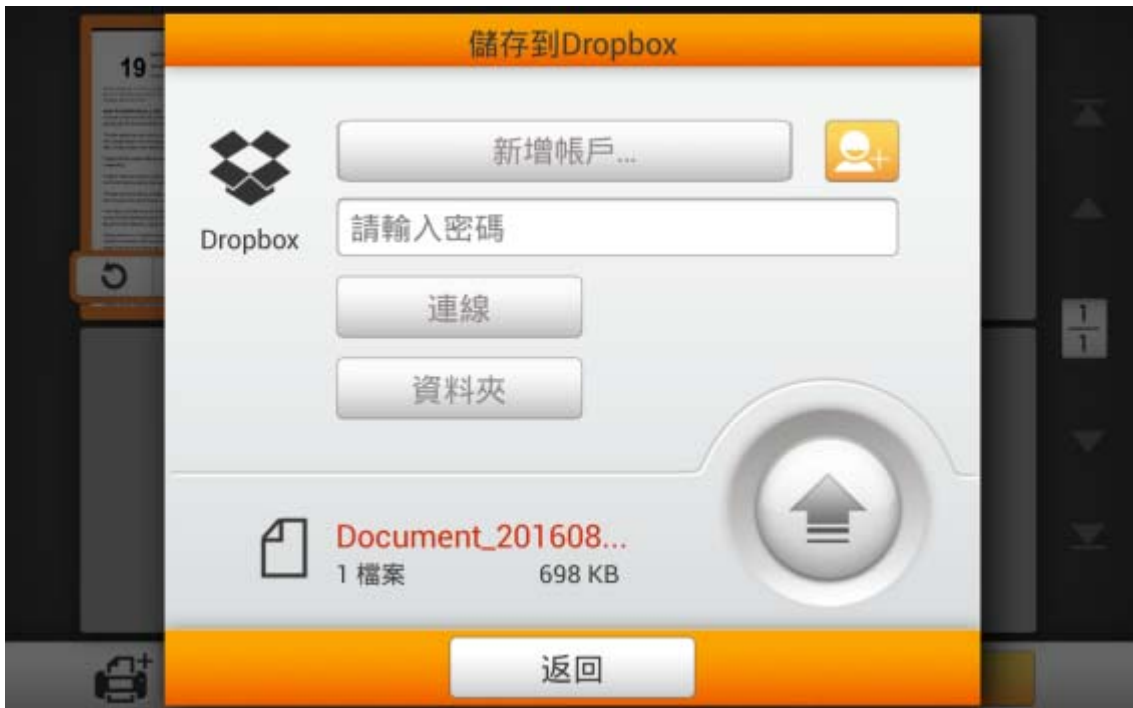 儲存到Dropbox
19
新增帳戶...
Dropbox
請輸入密碼
連線
1
1
資料夾
Document_201608...
1 檔案 698 KB
返回